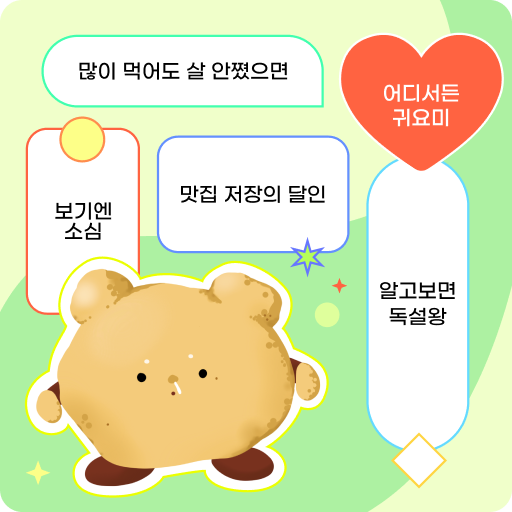 많이 먹어도 살 안쪘으면
어디서든
귀요미
맛집 저장의 달인
보기엔
소심
알고보면
독설왕